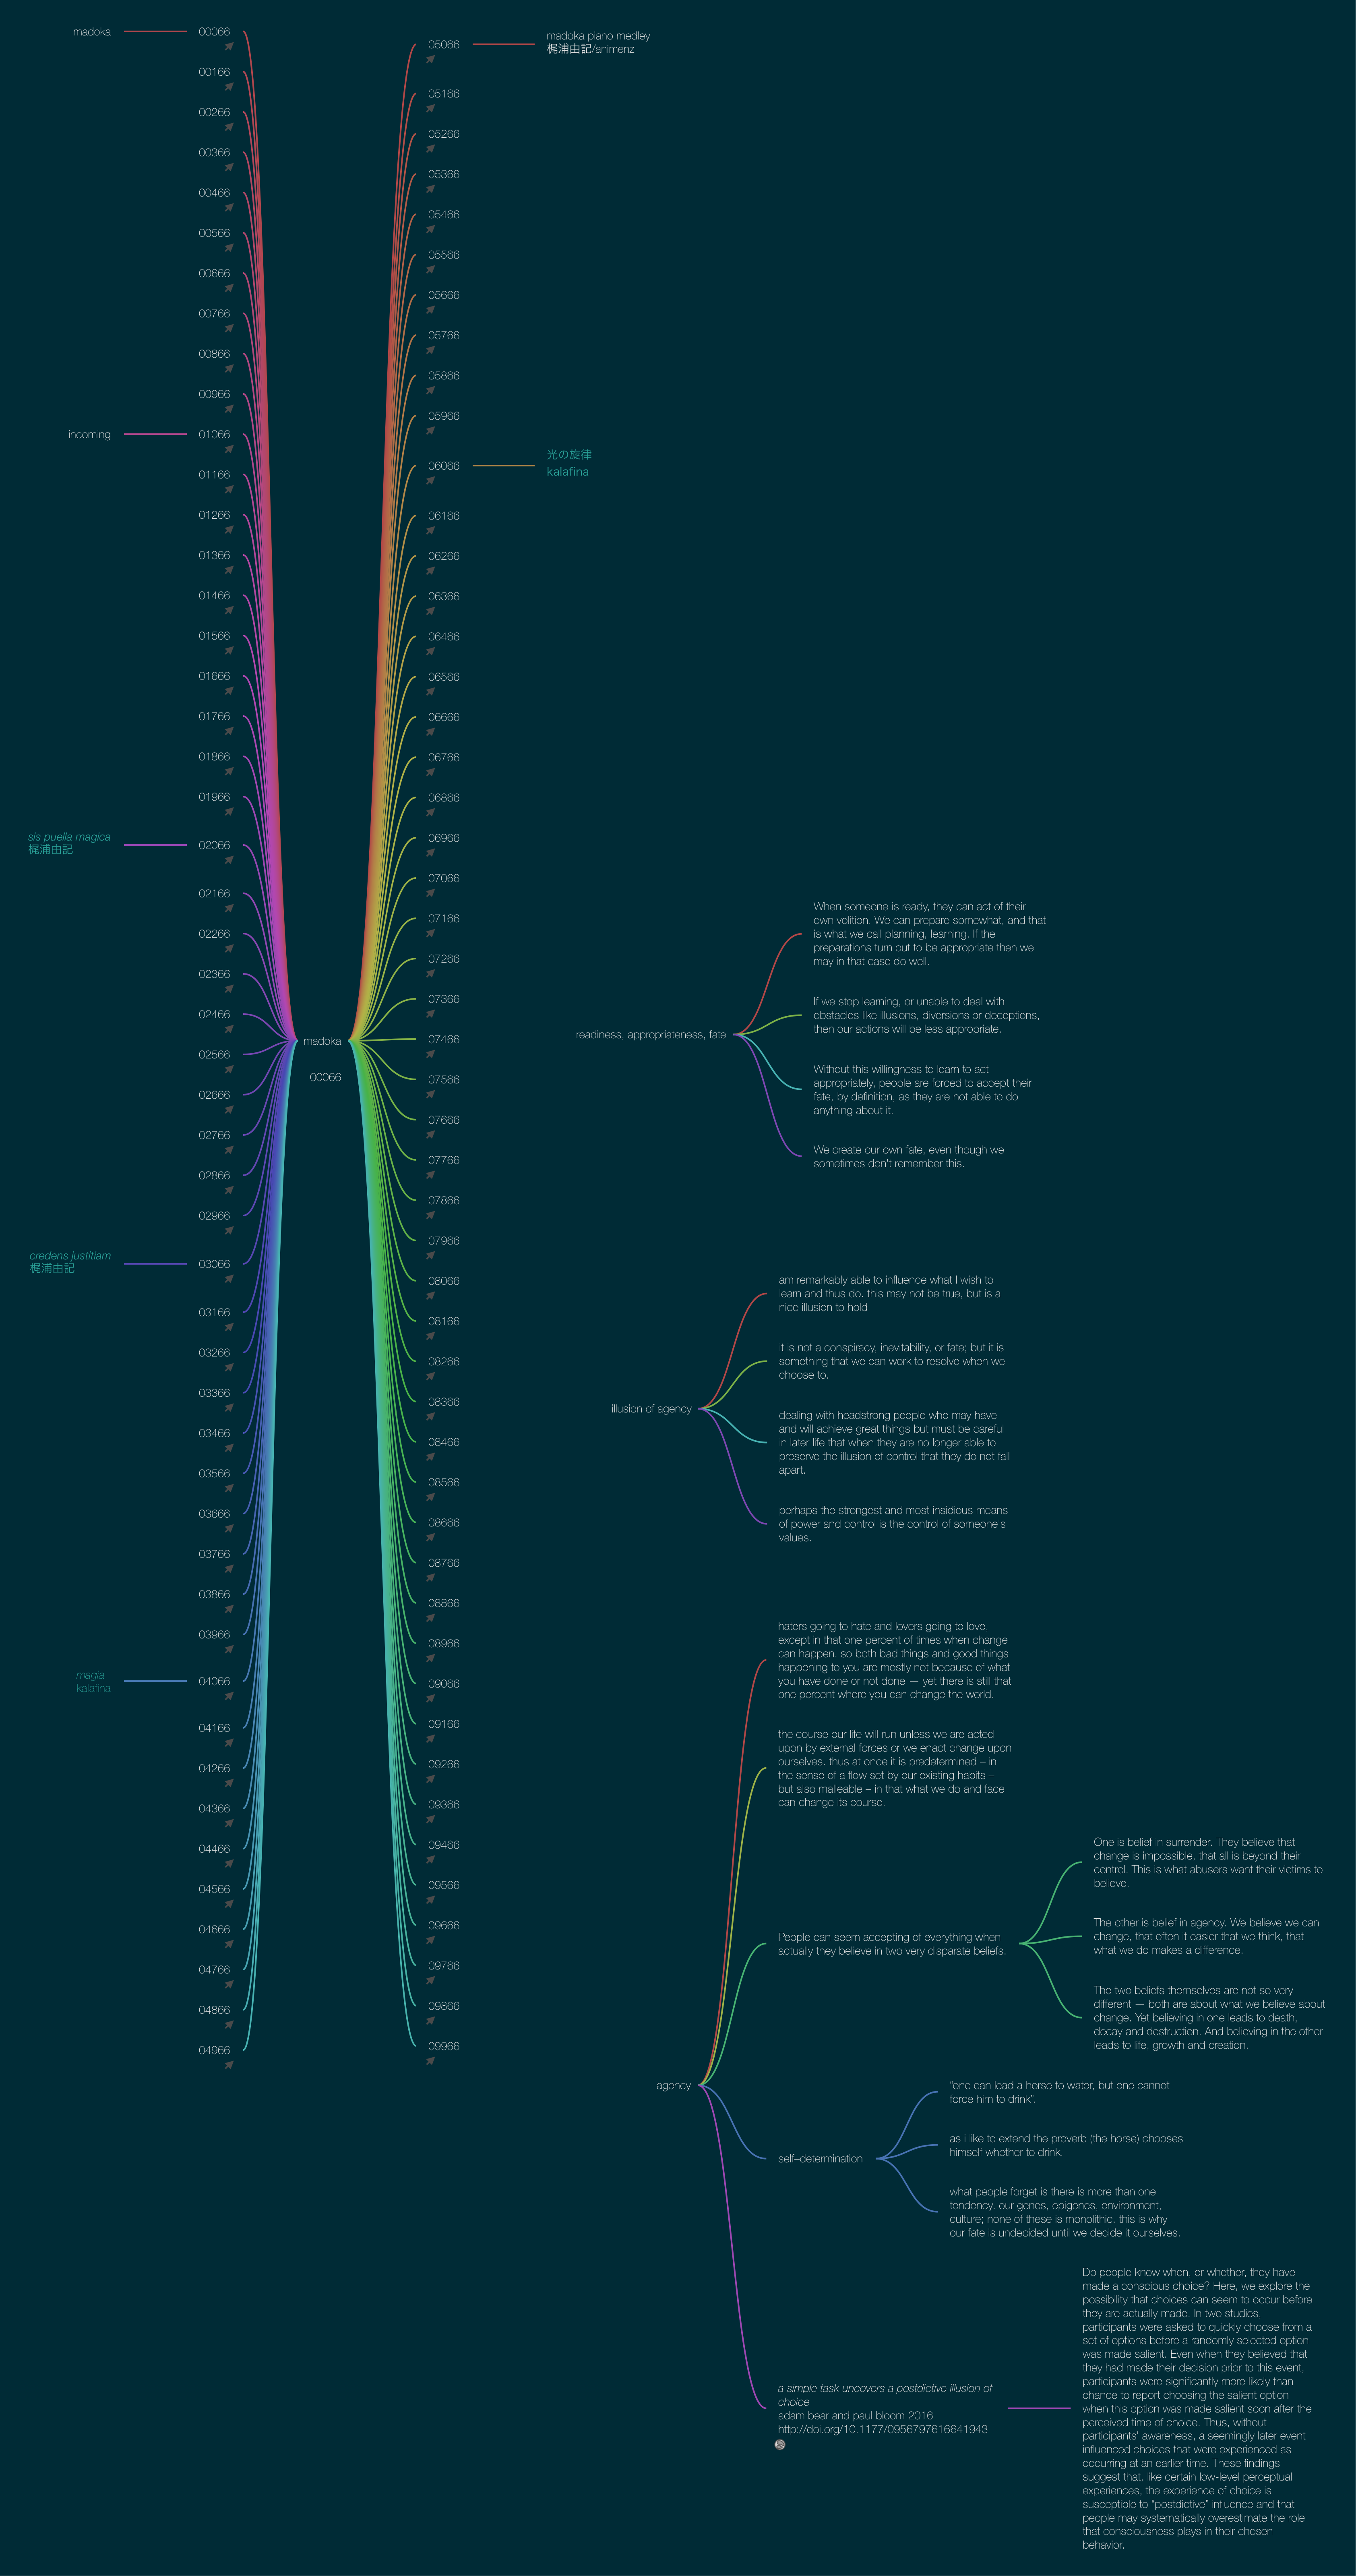 madoka
00066
00166
00266
00366
00466
00566
00666
00766
00866
00966
incoming
01066
01166
01266
01366
01466
01566
01666
01766
01866
01966
sis puella magica
梶浦由記
02066
02166
02266
02366
02466
02566
02666
02766
02866
02966
credens justitiam
梶浦由記
03066
03166
03266
03366
03466
03566
03666
03766
03866
03966
magia
kalafina
04066
04166
04266
04366
04466
04566
04666
04766
04866
04966
madoka
00066
05066
madoka piano medley
梶浦由記/animenz
05166
05266
05366
05466
05566
05666
05766
05866
05966
06066
光の旋律
kalafina
06166
06266
06366
06466
06566
06666
06766
06866
06966
07066
07166
07266
07366
07466
07566
07666
07766
07866
07966
08066
08166
08266
08366
08466
08566
08666
08766
08866
08966
09066
09166
09266
09366
09466
09566
09666
09766
09866
09966
readiness, appropriateness, fate
When someone is ready, they can act of their
own volition. We can prepare somewhat, and that
is what we call planning, learning. If the
preparations turn out to be appropriate then we
may in that case do well.
If we stop learning, or unable to deal with
obstacles like illusions, diversions or deceptions,
then our actions will be less appropriate.
Without this willingness to learn to act
appropriately, people are forced to accept their
fate, by definition, as they are not able to do
anything about it.
We create our own fate, even though we
sometimes don't remember this.
illusion of agency
am remarkably able to influence what I wish to
learn and thus do. this may not be true, but is a
nice illusion to hold
it is not a conspiracy, inevitability, or fate; but it is
something that we can work to resolve when we
choose to.
dealing with headstrong people who may have
and will achieve great things but must be careful
in later life that when they are no longer able to
preserve the illusion of control that they do not fall
apart.
perhaps the strongest and most insidious means
of power and control is the control of someone's
values.
agency
haters going to hate and lovers going to love,
except in that one percent of times when change
can happen. so both bad things and good things
happening to you are mostly not because of what
you have done or not done — yet there is still that
one percent where you can change the world.
the course our life will run unless we are acted
upon by external forces or we enact change upon
ourselves. thus at once it is predetermined – in
the sense of a flow set by our existing habits –
but also malleable – in that what we do and face
can change its course.
People can seem accepting of everything when
actually they believe in two very disparate beliefs.
One is belief in surrender. They believe that
change is impossible, that all is beyond their
control. This is what abusers want their victims to
believe.
The other is belief in agency. We believe we can
change, that often it easier that we think, that
what we do makes a difference.
The two beliefs themselves are not so very
different — both are about what we believe about
change. Yet believing in one leads to death,
decay and destruction. And believing in the other
leads to life, growth and creation.
self–determination
“one can lead a horse to water, but one cannot
force him to drink”.
as i like to extend the proverb (the horse) chooses
himself whether to drink.
what people forget is there is more than one
tendency. our genes, epigenes, environment,
culture; none of these is monolithic. this is why
our fate is undecided until we decide it ourselves.
a simple task uncovers a postdictive illusion of
choice
adam bear and paul bloom 2016
http://doi.org/10.1177/0956797616641943
Do people know when, or whether, they have
made a conscious choice? Here, we explore the
possibility that choices can seem to occur before
they are actually made. In two studies,
participants were asked to quickly choose from a
set of options before a randomly selected option
was made salient. Even when they believed that
they had made their decision prior to this event,
participants were significantly more likely than
chance to report choosing the salient option
when this option was made salient soon after the
perceived time of choice. Thus, without
participants’ awareness, a seemingly later event
influenced choices that were experienced as
occurring at an earlier time. These findings
suggest that, like certain low-level perceptual
experiences, the experience of choice is
susceptible to “postdictive” influence and that
people may systematically overestimate the role
that consciousness plays in their chosen
behavior.